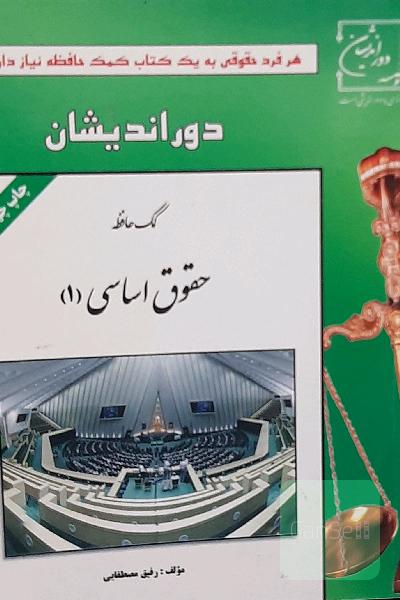 هر فرد حقوقی به یک کتاب کمک حافظه نیاز دار
دوراندیشان
چاپ چ
کمک حافظه
حقوق اساسی (۱)
مؤلف : رفیق مصطفایی